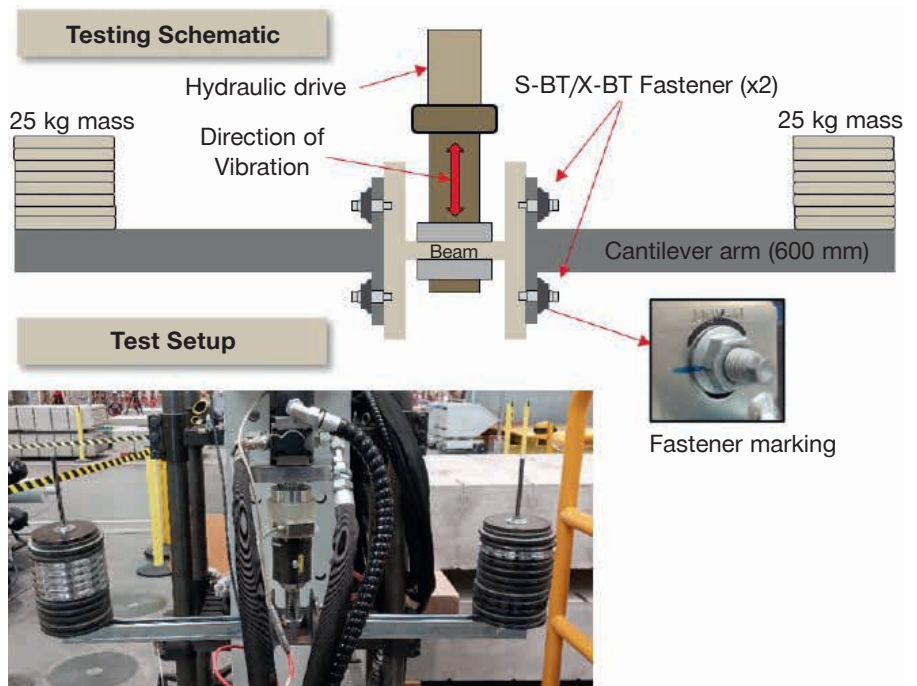 Testing Schematic
Hydraulic drive
S-BT/X-BT Fastener (x2)
25 kg mass
25 kg mass
Direction of
Vibration
Beam
Cantilever arm (600 mm)
Test Setup
Fastener marking